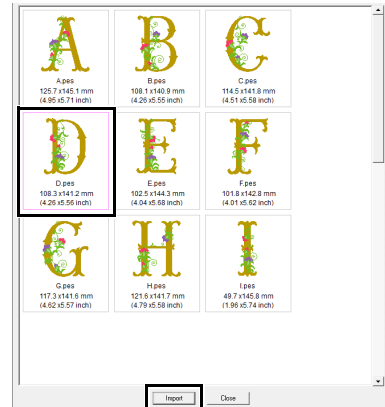 A.pes
125.7 x145.1 mm
(4.95 x5.71 inch)
B.pes
108.1 x140.9 mm
(4.26 x5.55 inch)
C.pes
114.5 x141.8 mm
(4.51 x5.58 inch)
D.pes
108.3 x141.2 mm
(4.26 x5.56 inch)
E.pes
102.5 x144.3 mm
(4.04 x5.68 inch)
F.pes
101.8 x142.8 mm
(4.01 x5.62 inch)
G.pes
117.3 x141.6 mm
(4.62 x5.57 inch)
H.pes
121.6 x141.7 mm
(4.79 x5.58 inch)
I.pes
49.7 x145.8 mm
(1.96 x5.74 inch)
Import
Close